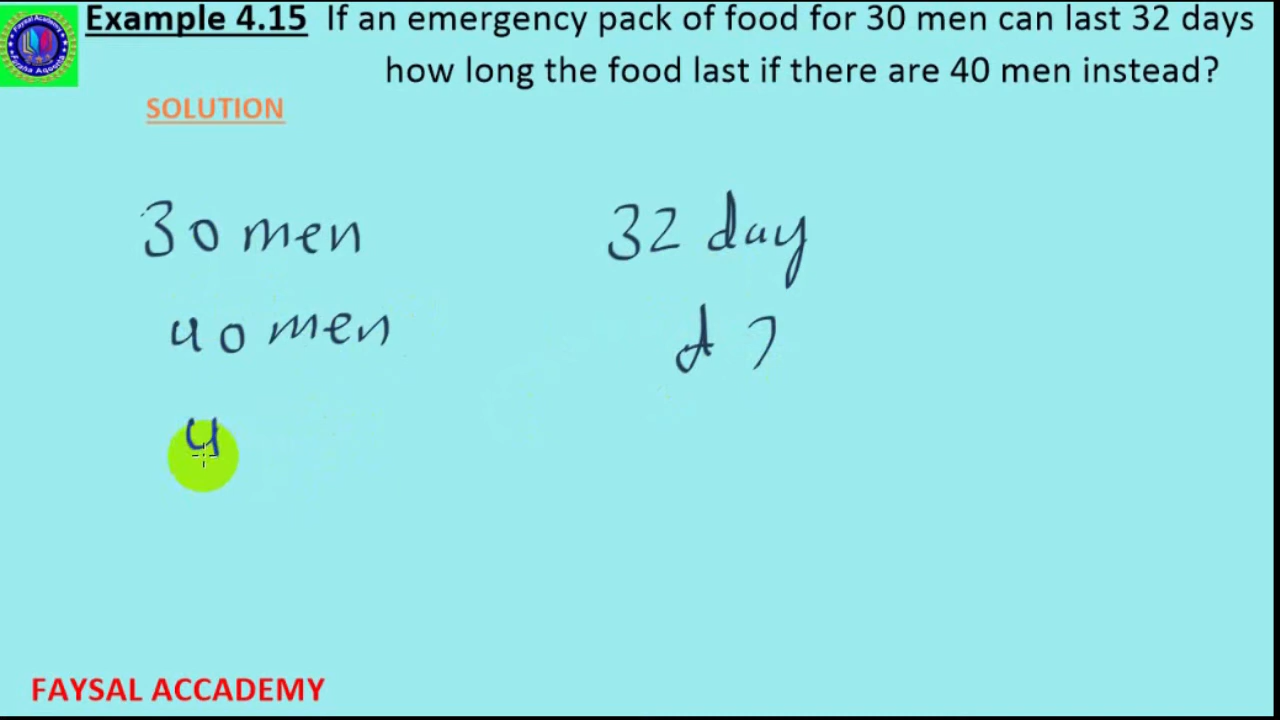 Example 4.15 If an emergency pack of food for 30 men can last 32 days
how long the food last if there are 40 men instead?
SOLUTION
30 men 32 day
40 men d ?
4
FAYSAL ACCADEMY